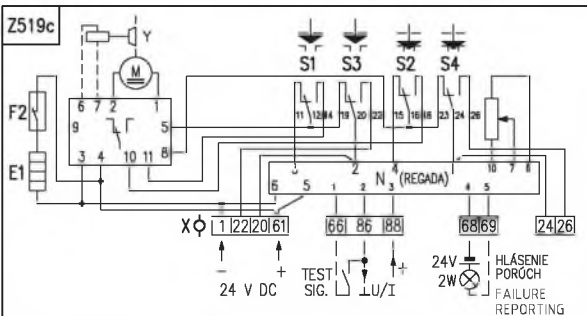 Z519c
Y
M
S1 S3 S2 S4
6 7 2 1
9 5
8
3 4 10 11
F2
E1
11 12 14 19 20 22 15 16 16 23 24 26
3 2 4 10 7 8
N (REGADA)
6 5 1 2 3 4 5
X 1 22 20 61 66 86 88 68 69 24 26
- +
24 V DC
TEST
SIG.
⊥U/I
+
24V
2W
HLÁSENIE
PORÚCH
FAILURE
REPORTING